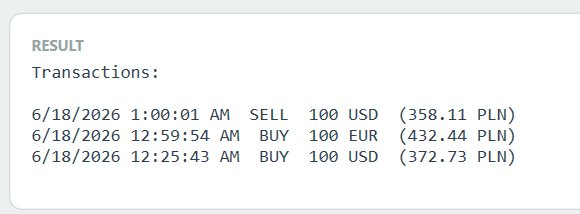 RESULT
Transactions:
6/18/2026 1:00:01 AM  SELL  100 USD  (358.11 PLN)
6/18/2026 12:59:54 AM  BUY  100 EUR  (432.44 PLN)
6/18/2026 12:25:43 AM  BUY  100 USD  (372.73 PLN)